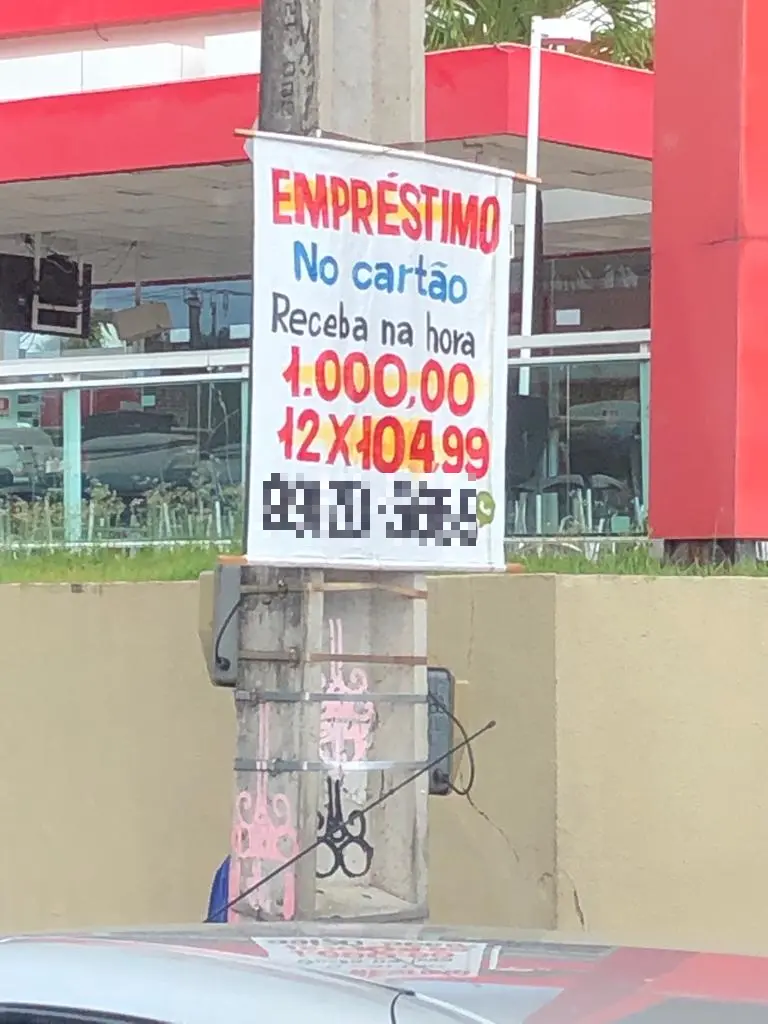 EMPRÉSTIMO
No cartão
Receba na hora
1.000,00
12X104,99